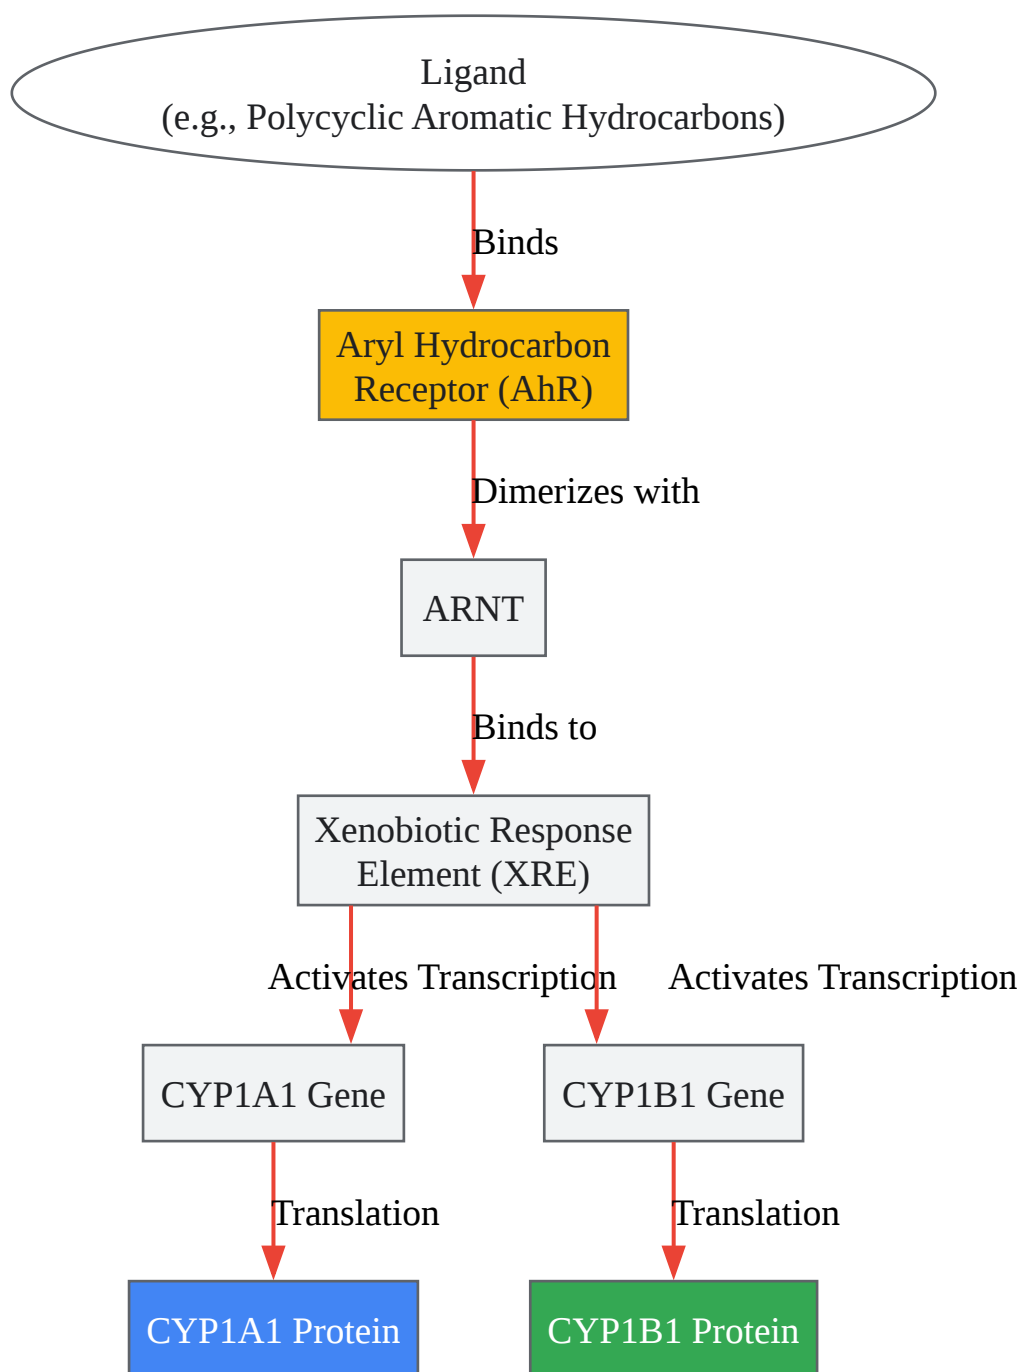 Ligand
(e.g., Polycyclic Aromatic Hydrocarbons)
Binds
Aryl Hydrocarbon
Receptor (AhR)
Dimerizes with
ARNT
Binds to
Xenobiotic Response
Element (XRE)
Activates Transcription
Activates Transcription
CYP1A1 Gene
CYP1B1 Gene
Translation
Translation
CYP1A1 Protein
CYP1B1 Protein